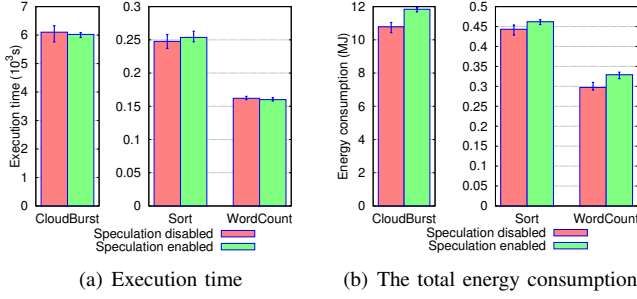 Execution time (10³s)
7
6
5
4
3
2
1
0
CloudBurst
0.3
0.25
0.2
0.15
0.1
0.05
0
Sort WordCount
Speculation disabled
Speculation enabled
(a) Execution time
Energy consumption (MJ)
12
10
8
6
4
2
0
CloudBurst
0.5
0.45
0.4
0.35
0.3
0.25
0.2
0.15
0.1
0.05
0
Sort WordCount
Speculation disabled
Speculation enabled
(b) The total energy consumption